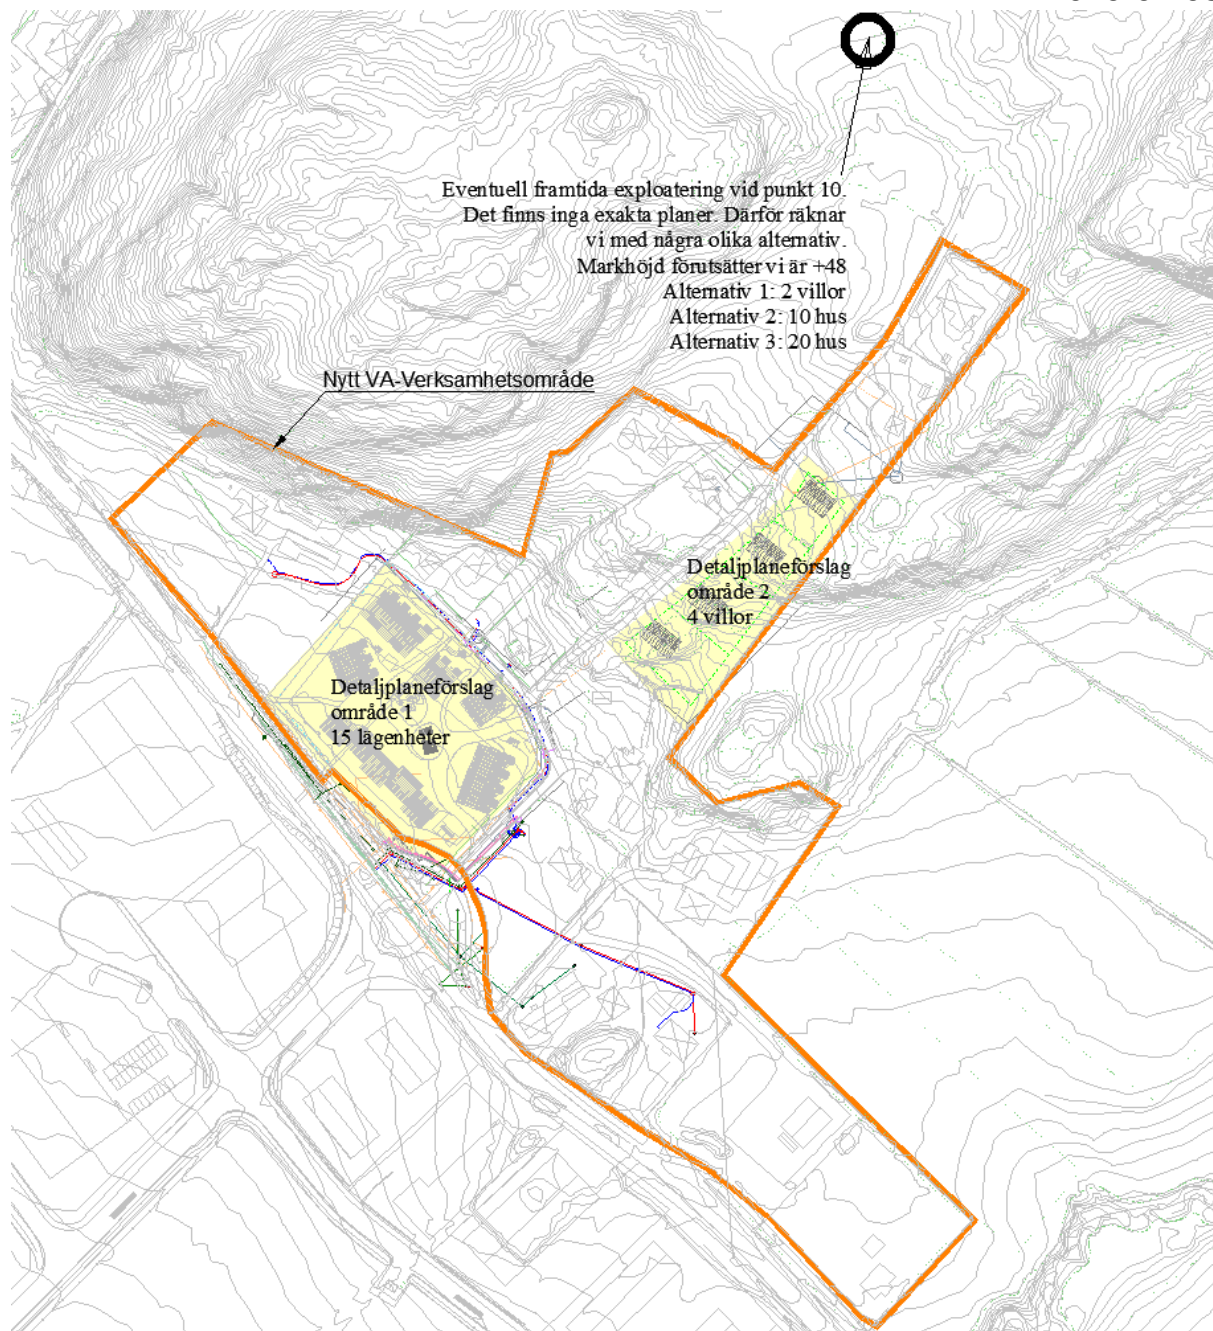 Eventuell framtida exploatering vid punkt 10.
Det finns inga exakta planer. Därför räknar
vi med några olika alternativ.
Markhöjd förutsätter vi är +48
Alternativ 1: 2 villor
Alternativ 2: 10 hus
Alternativ 3: 20 hus
Nytt VA-Verksamhetsområde
Detaljplaneförslag
område 2
4 villor
Detaljplaneförslag
område 1
15 lägenheter